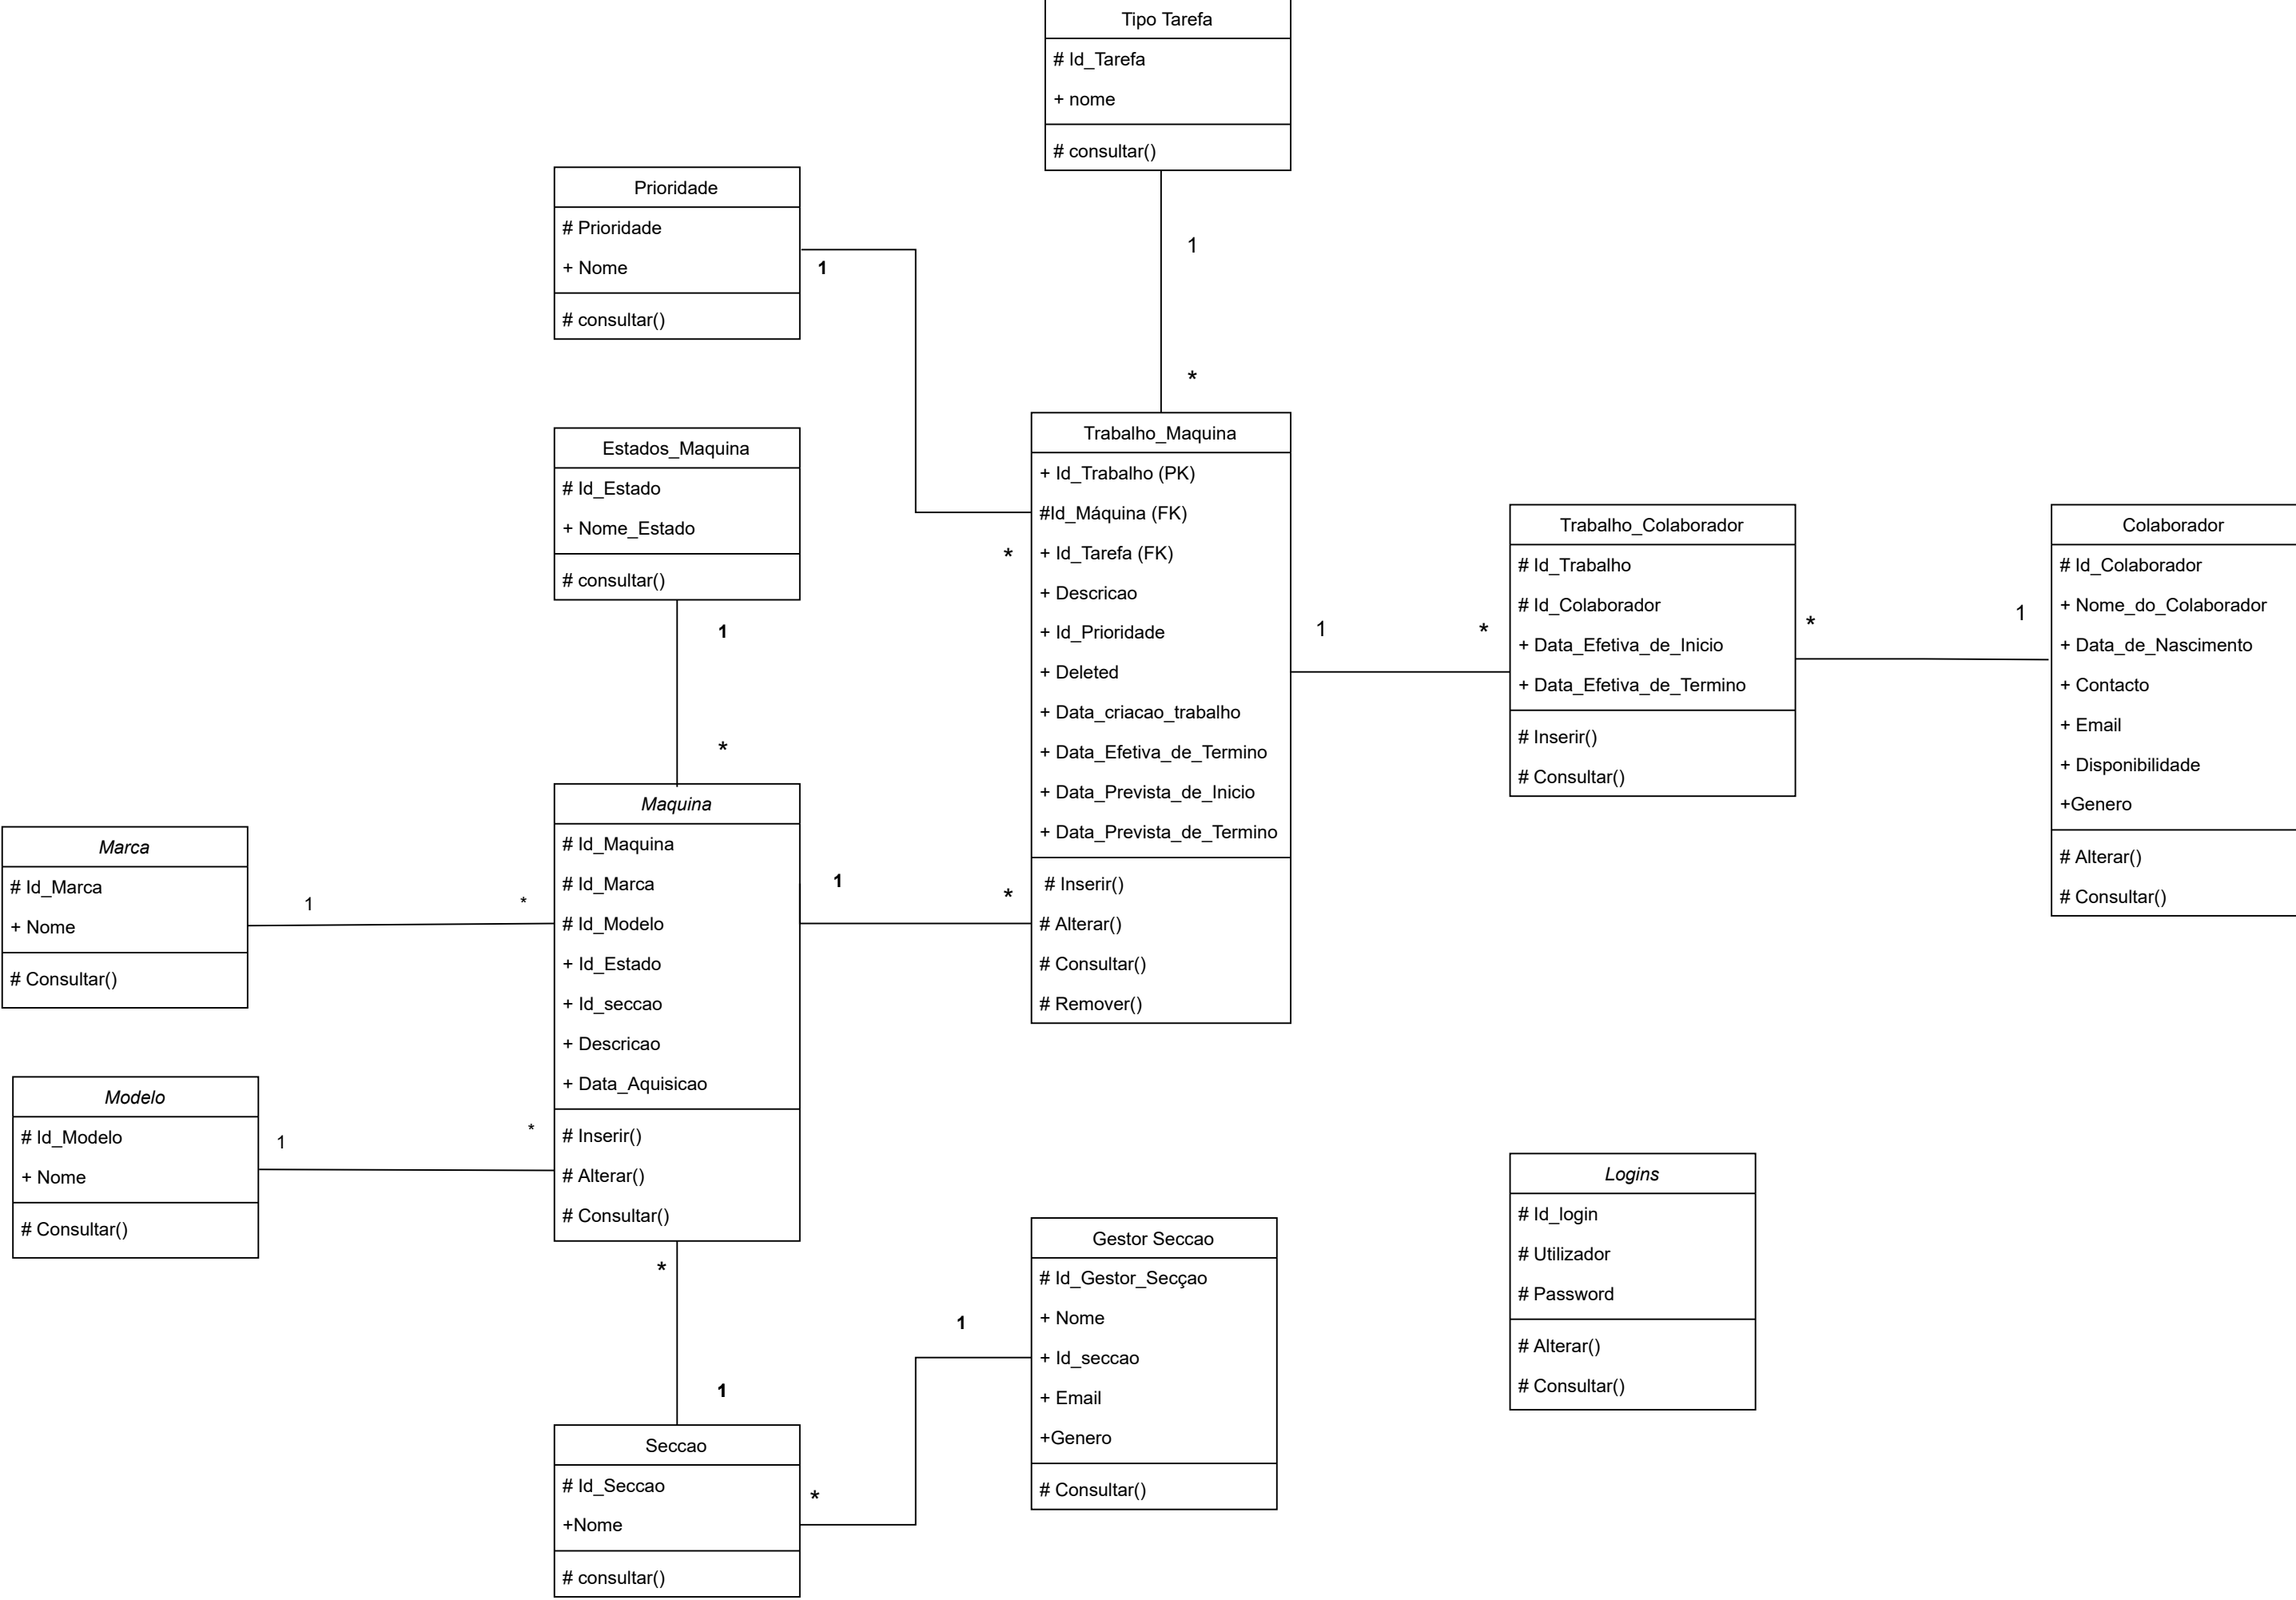 Tipo Tarefa
# Id_Tarefa
+ nome
# consultar()
Prioridade
# Prioridade
+ Nome
# consultar()
1
1
*
Estados_Maquina
# Id_Estado
+ Nome_Estado
# consultar()
1
*
Trabalho_Maquina
+ Id_Trabalho (PK)
#Id_Máquina (FK)
+ Id_Tarefa (FK)
+ Descricao
+ Id_Prioridade
+ Deleted
+ Data_criacao_trabalho
+ Data_Efetiva_de_Termino
+ Data_Prevista_de_Inicio
+ Data_Prevista_de_Termino
# Inserir()
# Alterar()
# Consultar()
# Remover()
*
1
*
Trabalho_Colaborador
# Id_Trabalho
# Id_Colaborador
+ Data_Efetiva_de_Inicio
+ Data_Efetiva_de_Termino
# Inserir()
# Consultar()
*
1
Colaborador
# Id_Colaborador
+ Nome_do_Colaborador
+ Data_de_Nascimento
+ Contacto
+ Email
+ Disponibilidade
+Genero
# Alterar()
# Consultar()
Marca
# Id_Marca
+ Nome
# Consultar()
1
*
Maquina
# Id_Maquina
# Id_Marca
# Id_Modelo
+ Id_Estado
+ Id_seccao
+ Descricao
+ Data_Aquisicao
# Inserir()
# Alterar()
# Consultar()
1
*
Modelo
# Id_Modelo
+ Nome
# Consultar()
1
*
*
1
Seccao
# Id_Seccao
+Nome
# consultar()
*
1
Gestor Seccao
# Id_Gestor_Secçao
+ Nome
+ Id_seccao
+ Email
+Genero
# Consultar()
Logins
# Id_login
# Utilizador
# Password
# Alterar()
# Consultar()